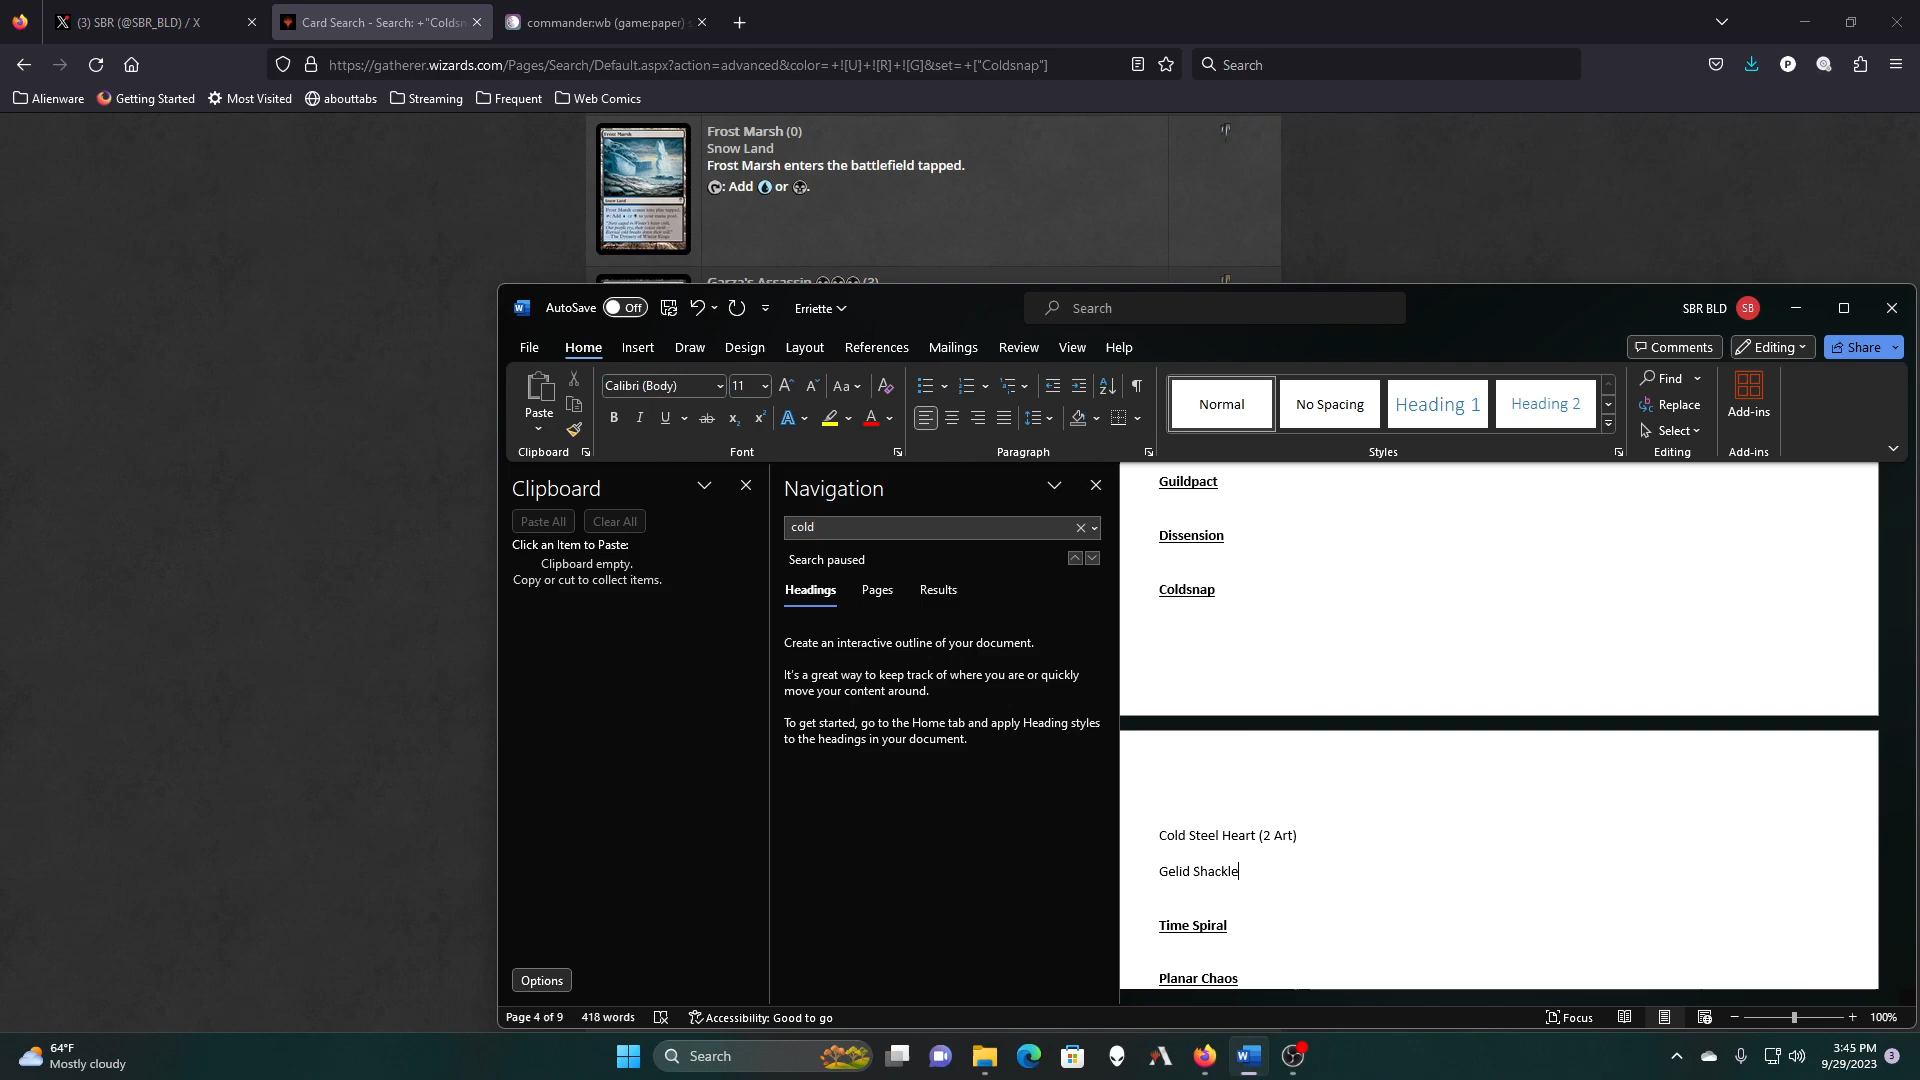 (3) SBR (@SBR_BLD) / X
Card Search - Search: +"Coldsn
commander:wb (game:paper) s
https://gatherer.wizards.com/Pages/Search/Default.aspx?action=advanced&color=+![U]+![R]+![G]&set=+["Coldsnap"]
Search
Alienware
Getting Started
Most Visited
abouttabs
Streaming
Frequent
Web Comics
Frost Marsh (0)
Snow Land
Frost Marsh enters the battlefield tapped.
: Add or .
Frost Marsh
Snow Land
Garza's Assassin (3)
AutoSave
Off
Erriette
Search
SBR BLD
SB
File
Home
Insert
Draw
Design
Layout
References
Mailings
Review
View
Help
Comments
Editing
Share
Paste
Clipboard
Calibri (Body)
11
Font
Paragraph
Normal
No Spacing
Heading 1
Heading 2
Styles
Find
Replace
Select
Editing
Add-ins
Add-ins
Clipboard
Paste All
Clear All
Click an Item to Paste:
Clipboard empty.
Copy or cut to collect items.
Options
Navigation
cold
Search paused
Headings
Pages
Results
Create an interactive outline of your document.
It's a great way to keep track of where you are or quickly
move your content around.
To get started, go to the Home tab and apply Heading styles
to the headings in your document.
Guildpact
Dissension
Coldsnap
Cold Steel Heart (2 Art)
Gelid Shackle
Time Spiral
Planar Chaos
Page 4 of 9
418 words
Accessibility: Good to go
Focus
100%
64°F
Mostly cloudy
Search
3:45 PM
9/29/2023
3